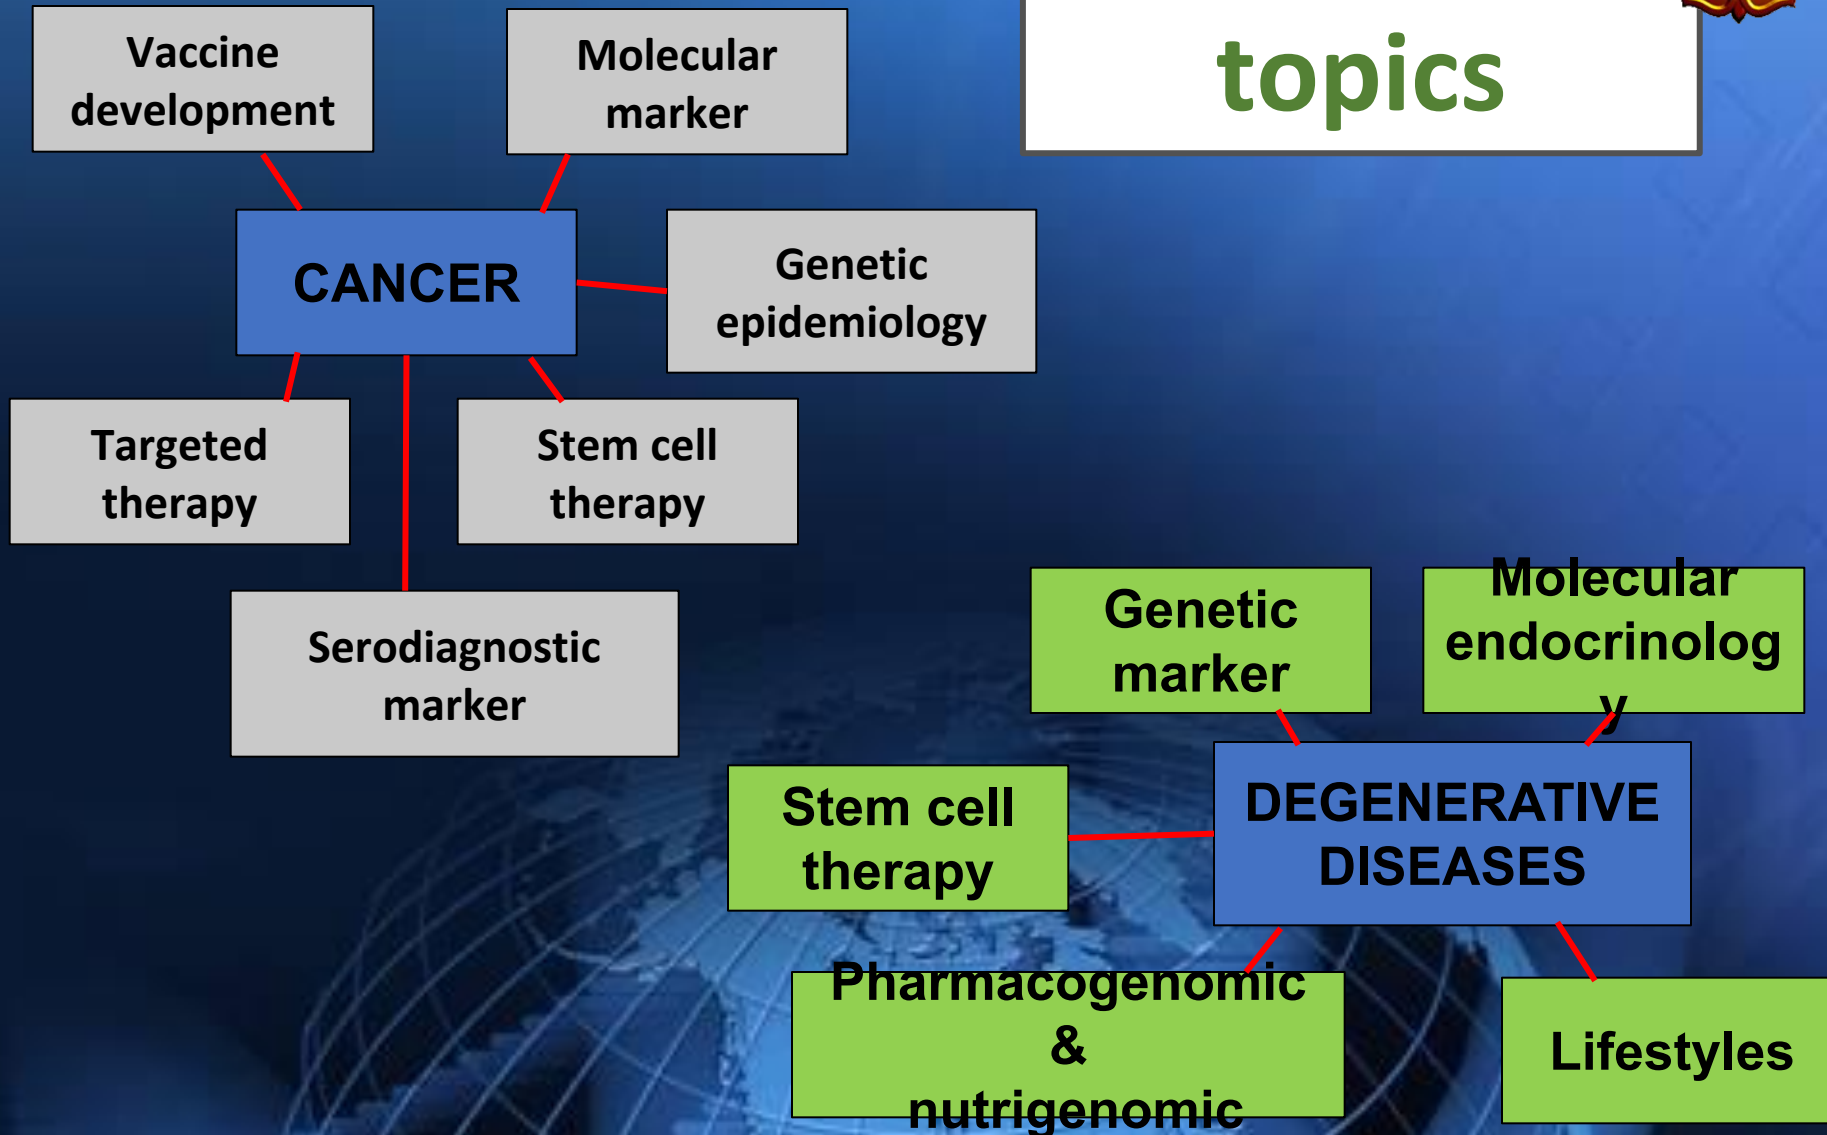 topics
Vaccine
development
Molecular
marker
CANCER
Genetic
epidemiology
Targeted
therapy
Stem cell
therapy
Serodiagnostic
marker
Genetic
marker
Molecular
endocrinolog
y
Stem cell
therapy
DEGENERATIVE
DISEASES
Pharmacogenomic
&
nutrigenomic
Lifestyles